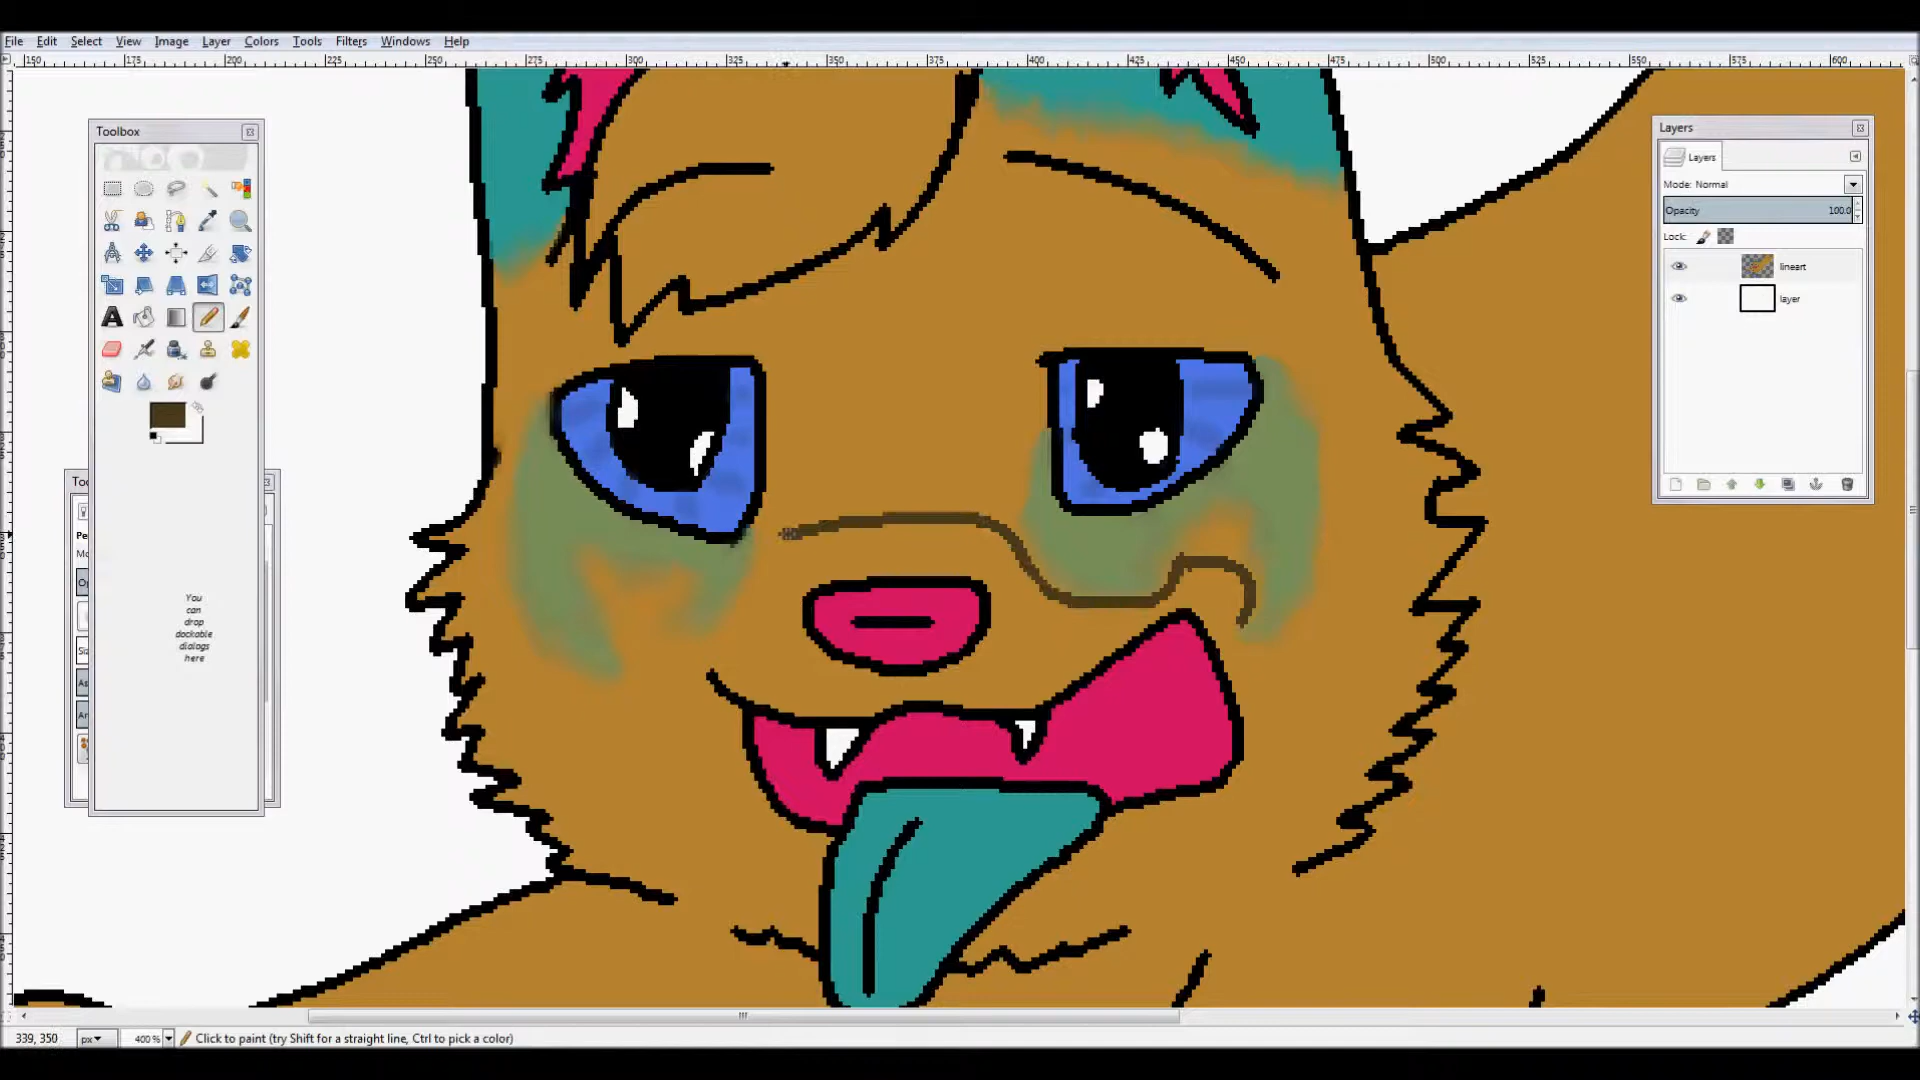 File Edit Select View Image Layer Colors Tools Filters Windows Help
150 175 200 250 300 325 350 375 400 425 450 475 500 525 550 575 600
Toolbox
You
can
drop
dockable
dialogs
here
Layers
Layers
Mode: Normal
Opacity 100.0
Lock:
lineart
layer
339, 350 px 400 % Click to paint (try Shift for a straight line, Ctrl to pick a color)